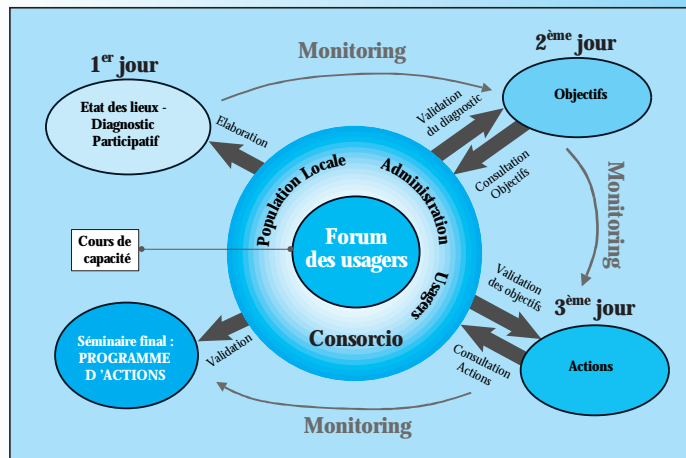 Monitoring
1er jour
2ème jour
Etat des lieux -
Diagnostic
Participatif
Elaboration
Validation
du diagnostic
Objectifs
Consultation
Objectifs
Population Locale
Administration
Usagers
Consorcio
Forum
des usagers
Monitoring
Cours de
capacité
Validation
des objectifs
3ème jour
Séminaire final :
PROGRAMME
D 'ACTIONS
Validation
Consultation
Actions
Actions
Monitoring